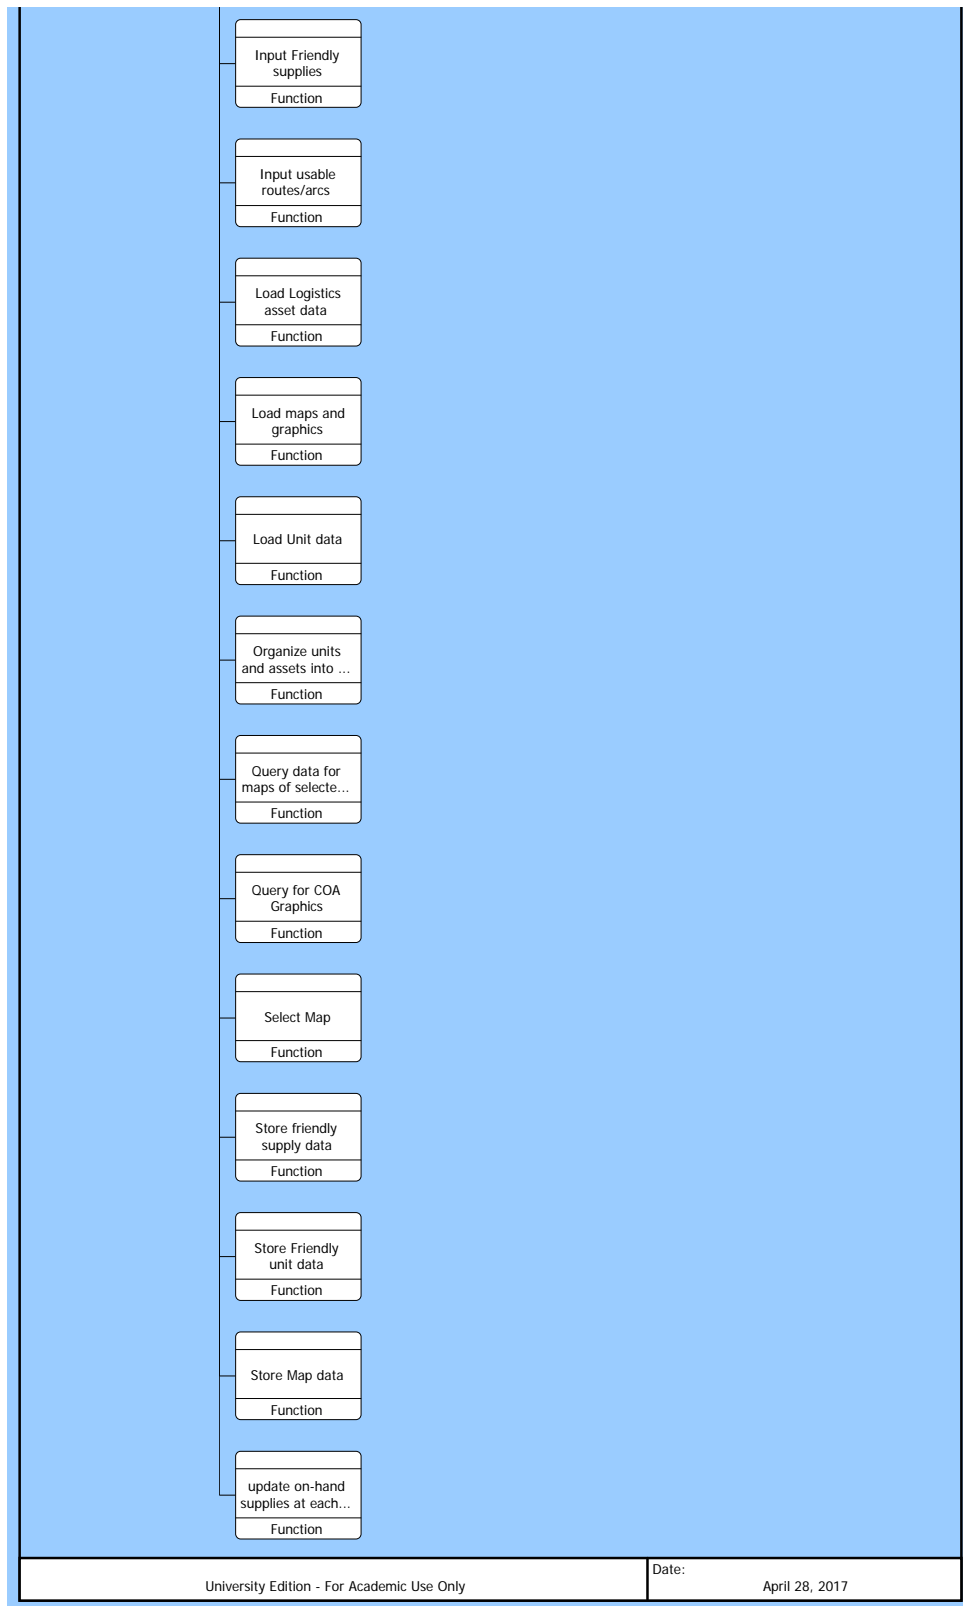 Input Friendly
supplies
Function
Input usable
routes/arcs
Function
Load Logistics
asset data
Function
Load maps and
graphics
Function
Load Unit data
Function
Organize units
and assets into ...
Function
Query data for
maps of selecte...
Function
Query for COA
Graphics
Function
Select Map
Function
Store friendly
supply data
Function
Store Friendly
unit data
Function
Store Map data
Function
update on-hand
supplies at each...
Function
University Edition - For Academic Use Only
Date:
April 28, 2017